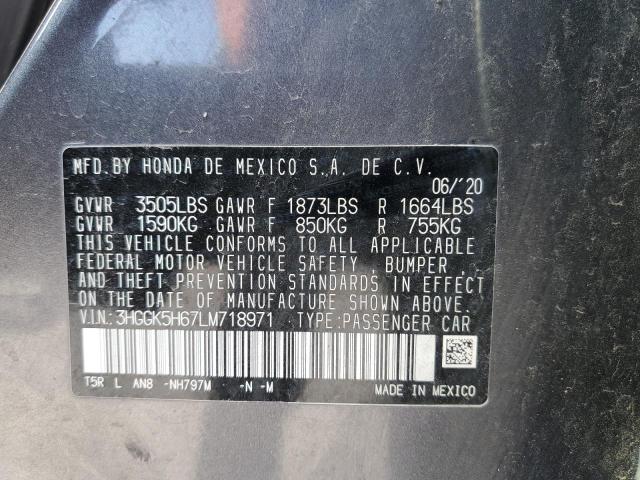 MFD.BY HONDA DE MEXICO S.A. DE C.V.
06/'20
GVWR 3505LBS GAWR F 1873LBS R 1664LBS
GVWR 1590KG GAWR F 850KG R 755KG
THIS VEHICLE CONFORMS TO ALL APPLICABLE
FEDERAL MOTOR VEHICLE SAFETY , BUMPER ,
AND THEFT PREVENTION STANDARDS IN EFFECT
ON THE DATE OF MANUFACTURE SHOWN ABOVE.
V.I.N.: 3HGGK5H67LM718971 TYPE:PASSENGER CAR
T5R L AN8 -NH797M -N -M
MADE IN MEXICO